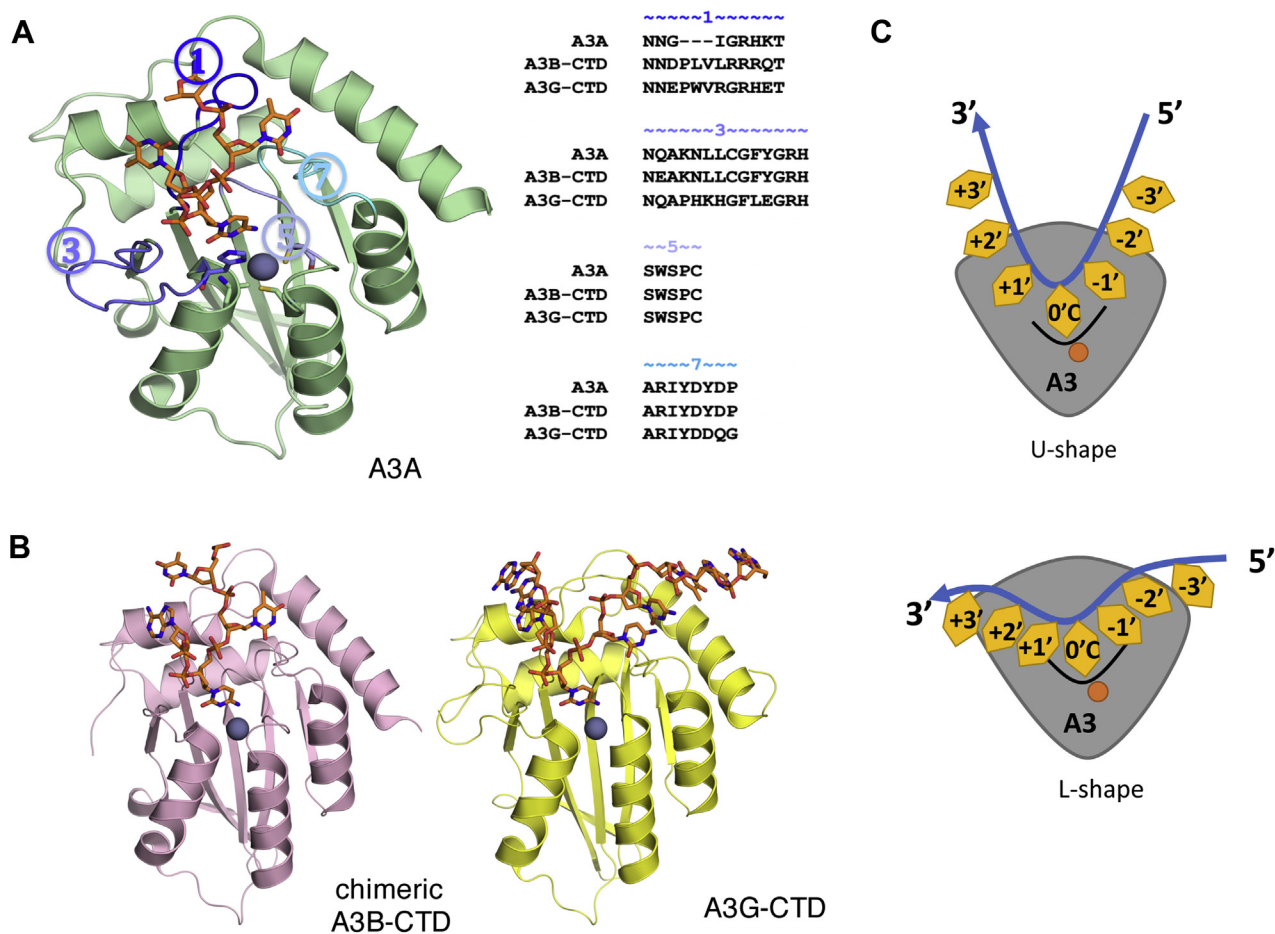 A
1
3
5
7
A3A
~~~~~1~~~~~~
A3A NNG---IGRHKT
A3B-CTD NNDPLVLRRRQT
A3G-CTD NNEPWVRGRHET
~~~~~~3~~~~~~~
A3A NQAKNLLCGFYGRH
A3B-CTD NEAKNLLCGFYGRH
A3G-CTD NQAPHKHGFLEGRH
~~5~~
A3A SWSPC
A3B-CTD SWSPC
A3G-CTD SWSPC
~~~~7~~~
A3A ARIYDYDP
A3B-CTD ARIYDYDP
A3G-CTD ARIYDDQG
B
chimeric
A3B-CTD
A3G-CTD
C
3’ 5’
+3’ -3’
+2’ -2’
+1’ -1’
0’C
A3
U-shape
5’
3’
+3’ +2’ +1’ 0’C -1’ -2’ -3’
A3
L-shape